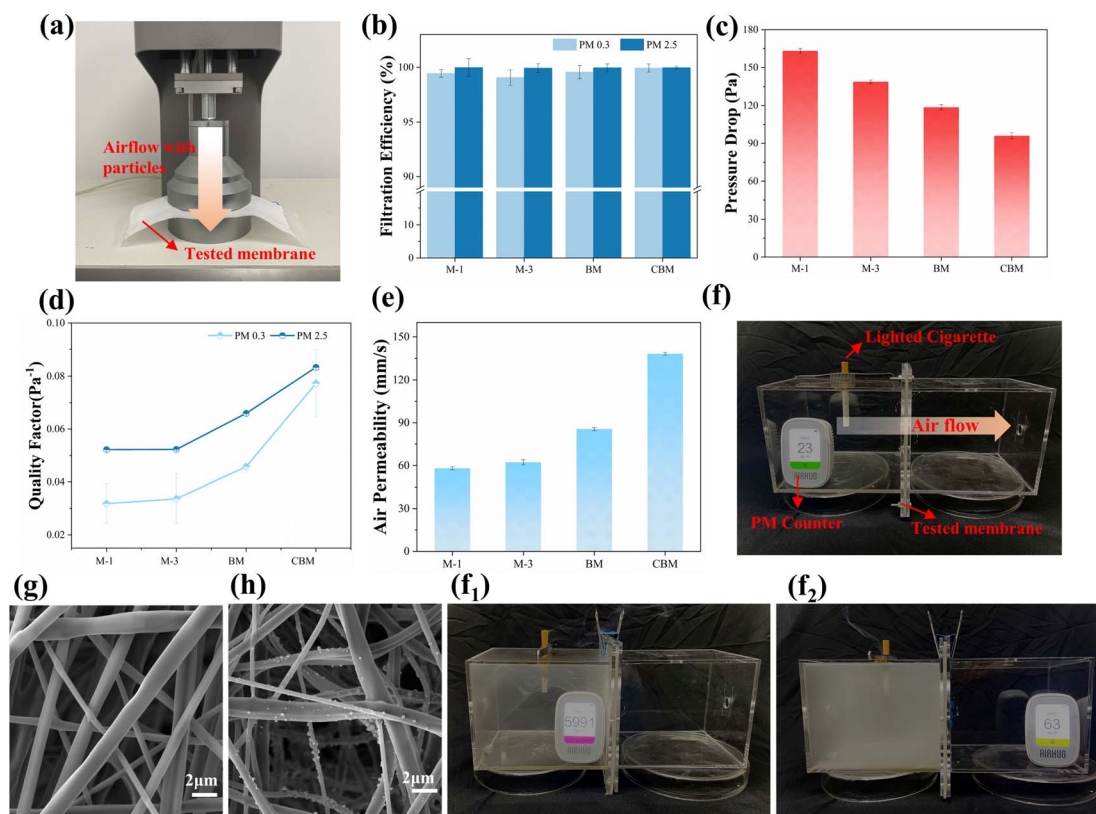 (a)
Airflow with
particles
Tested membrane
(b)
PM 0.3
PM 2.5
Filtration Efficiency (%)
100
95
90
10
5
0
M-1
M-3
BM
CBM
(c)
Pressure Drop (Pa)
180
150
120
90
60
30
0
M-1
M-3
BM
CBM
(d)
PM 0.3
PM 2.5
Quality Factor(Pa⁻¹)
0.10
0.08
0.06
0.04
0.02
M-1
M-3
BM
CBM
(e)
Air Permeability (mm/s)
150
120
90
60
30
0
M-1
M-3
BM
CBM
(f)
Lighted Cigarette
Air flow
23
AIRHUG
PM Counter
Tested membrane
(g)
2μm
(h)
2μm
(f₁)
5991
AIRHUG
(f₂)
63
AIRHUG